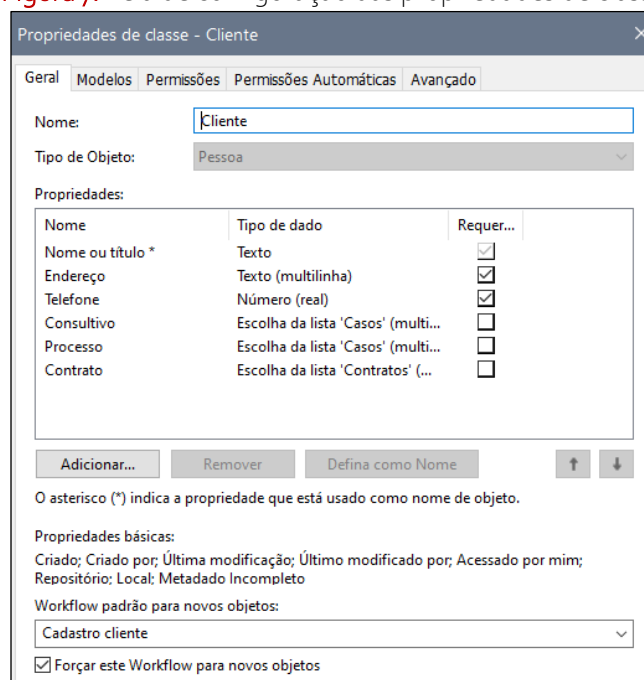 Propriedades de classe - Cliente
Geral Modelos Permissões Permissões Automáticas Avançado
Nome: Cliente
Tipo de Objeto: Pessoa
Propriedades:
Nome Tipo de dado Requer...
Nome ou título * Texto
Endereço Texto (multilinha)
Telefone Número (real)
Consultivo Escolha da lista 'Casos' (multi...
Processo Escolha da lista 'Casos' (multi...
Contrato Escolha da lista 'Contratos' (...
Adicionar... Remover Defina como Nome
O asterisco (*) indica a propriedade que está usado como nome de objeto.
Propriedades básicas:
Criado; Criado por; Última modificação; Último modificado por; Acessado por mim;
Repositório; Local; Metadado Incompleto
Workflow padrão para novos objetos:
Cadastro cliente
Forçar este Workflow para novos objetos